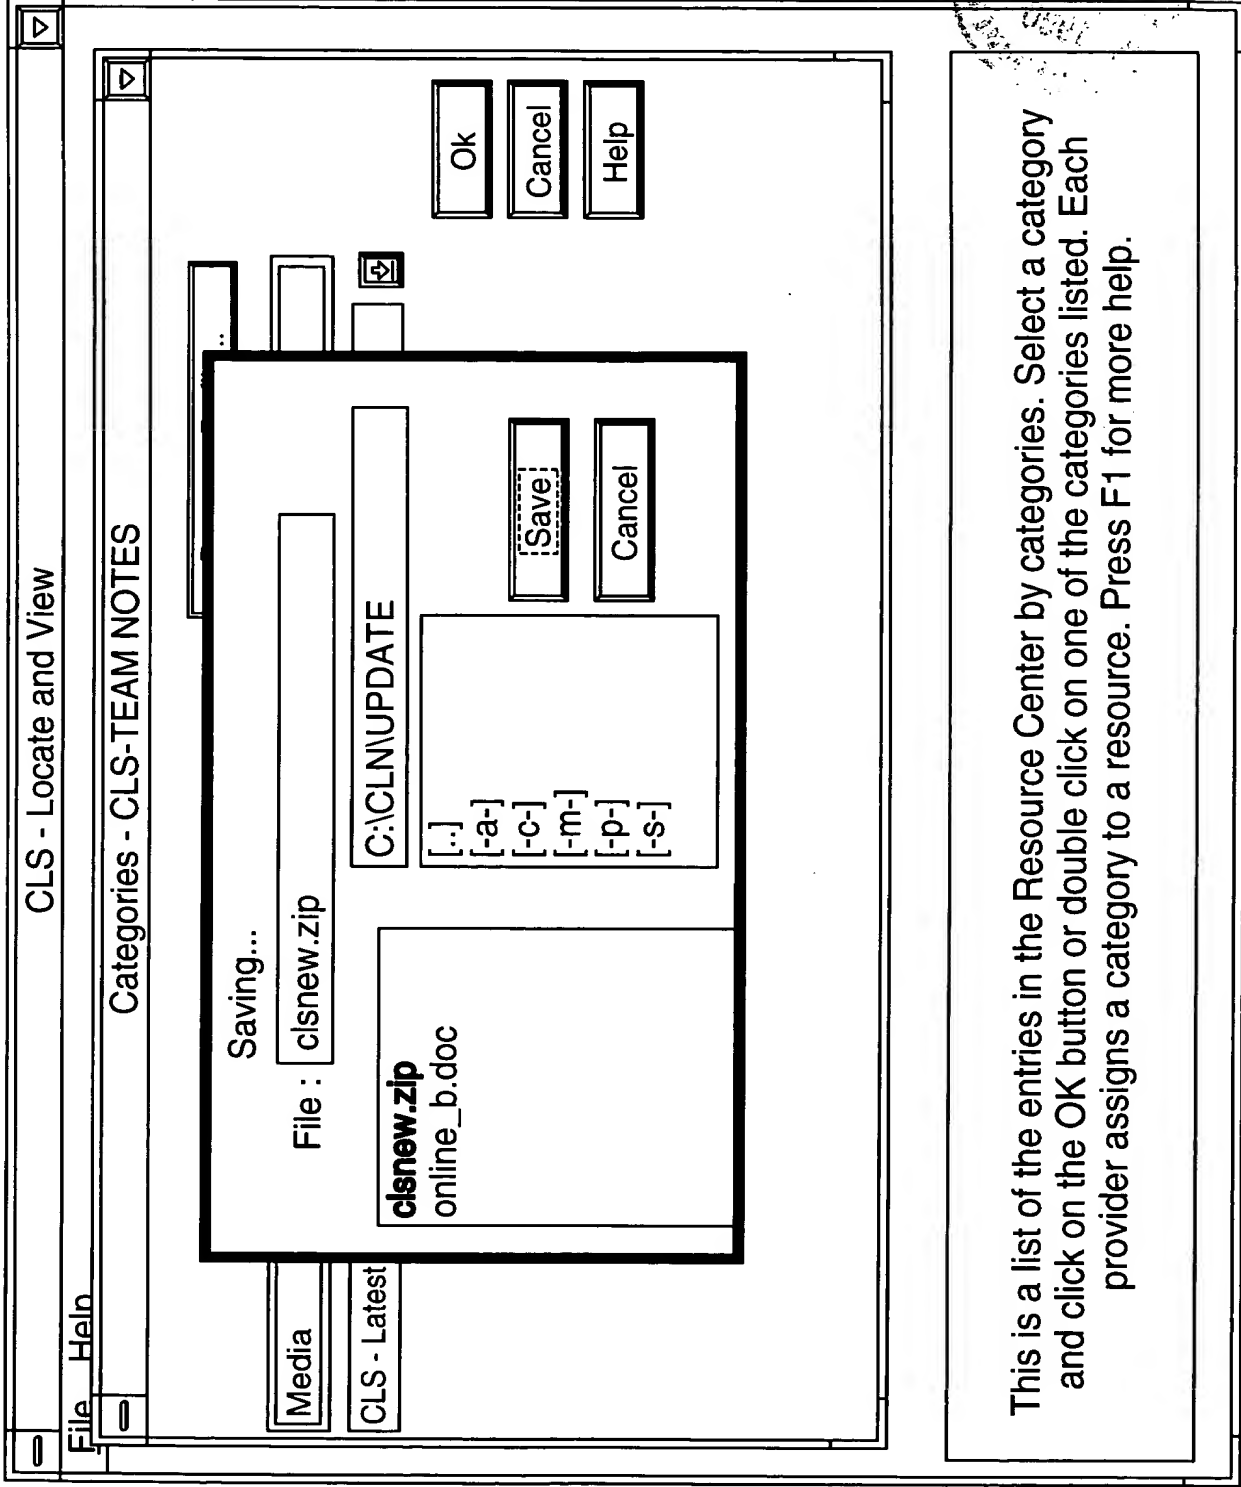 CLS - Locate and View
File Help
Categories - CLS-TEAM NOTES
..
Saving...
File : clsnew.zip
C:\CLN\UPDATE
clsnew.zip
online_b.doc
[..]
[-a-]
[-c-]
[-m-]
[-p-]
[-s-]
Save
Cancel
Media
CLS - Latest
Ok
Cancel
Help
This is a list of the entries in the Resource Center by categories. Select a category
and click on the OK button or double click on one of the categories listed. Each
provider assigns a category to a resource. Press F1 for more help.